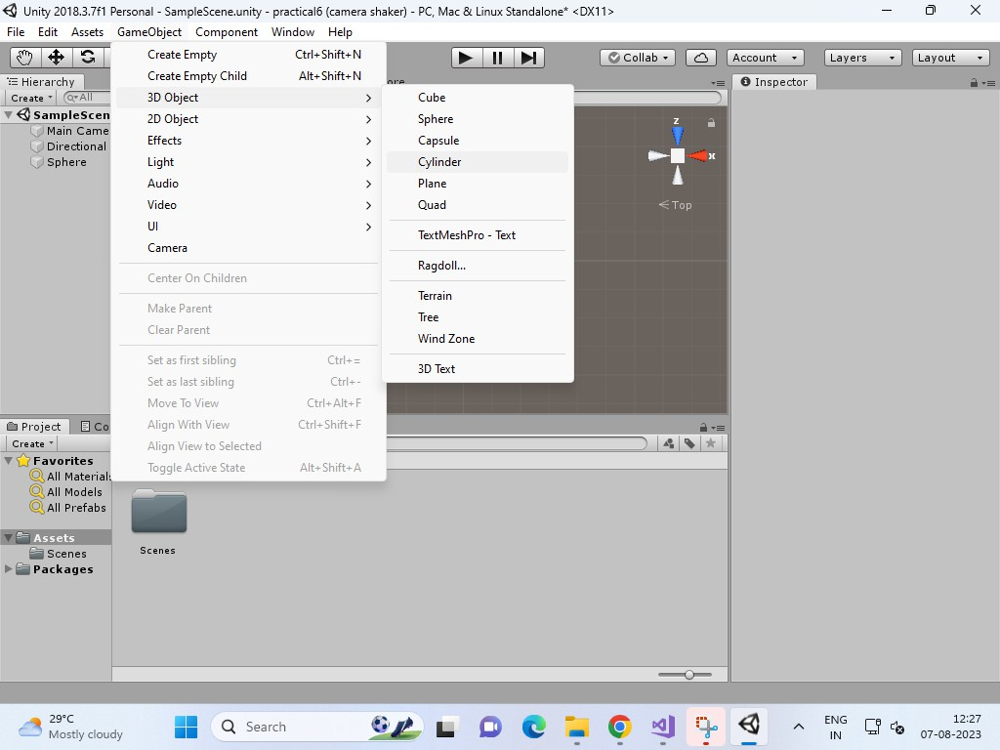 Unity 2018.3.7f1 Personal - SampleScene.unity - practical6 (camera shaker) - PC, Mac & Linux Standalone* <DX11>
File Edit Assets GameObject Component Window Help
Collab Account Layers Layout
Hierarchy
Create All
SampleScen
Main Came
Directional
Sphere
Create Empty Ctrl+Shift+N
Create Empty Child Alt+Shift+N
3D Object
2D Object
Effects
Light
Audio
Video
UI
Camera
Center On Children
Make Parent
Clear Parent
Set as first sibling Ctrl+=
Set as last sibling Ctrl+-
Move To View Ctrl+Alt+F
Align With View Ctrl+Shift+F
Align View to Selected
Toggle Active State Alt+Shift+A
ore
Cube
Sphere
Capsule
Cylinder
Plane
Quad
TextMeshPro - Text
Ragdoll...
Terrain
Tree
Wind Zone
3D Text
z
x
Top
Inspector
Project Co
Create
Favorites
All Materials
All Models
All Prefabs
Assets
Scenes
Packages
Scenes
29°C
Mostly cloudy
Search
ENG
IN
12:27
07-08-2023